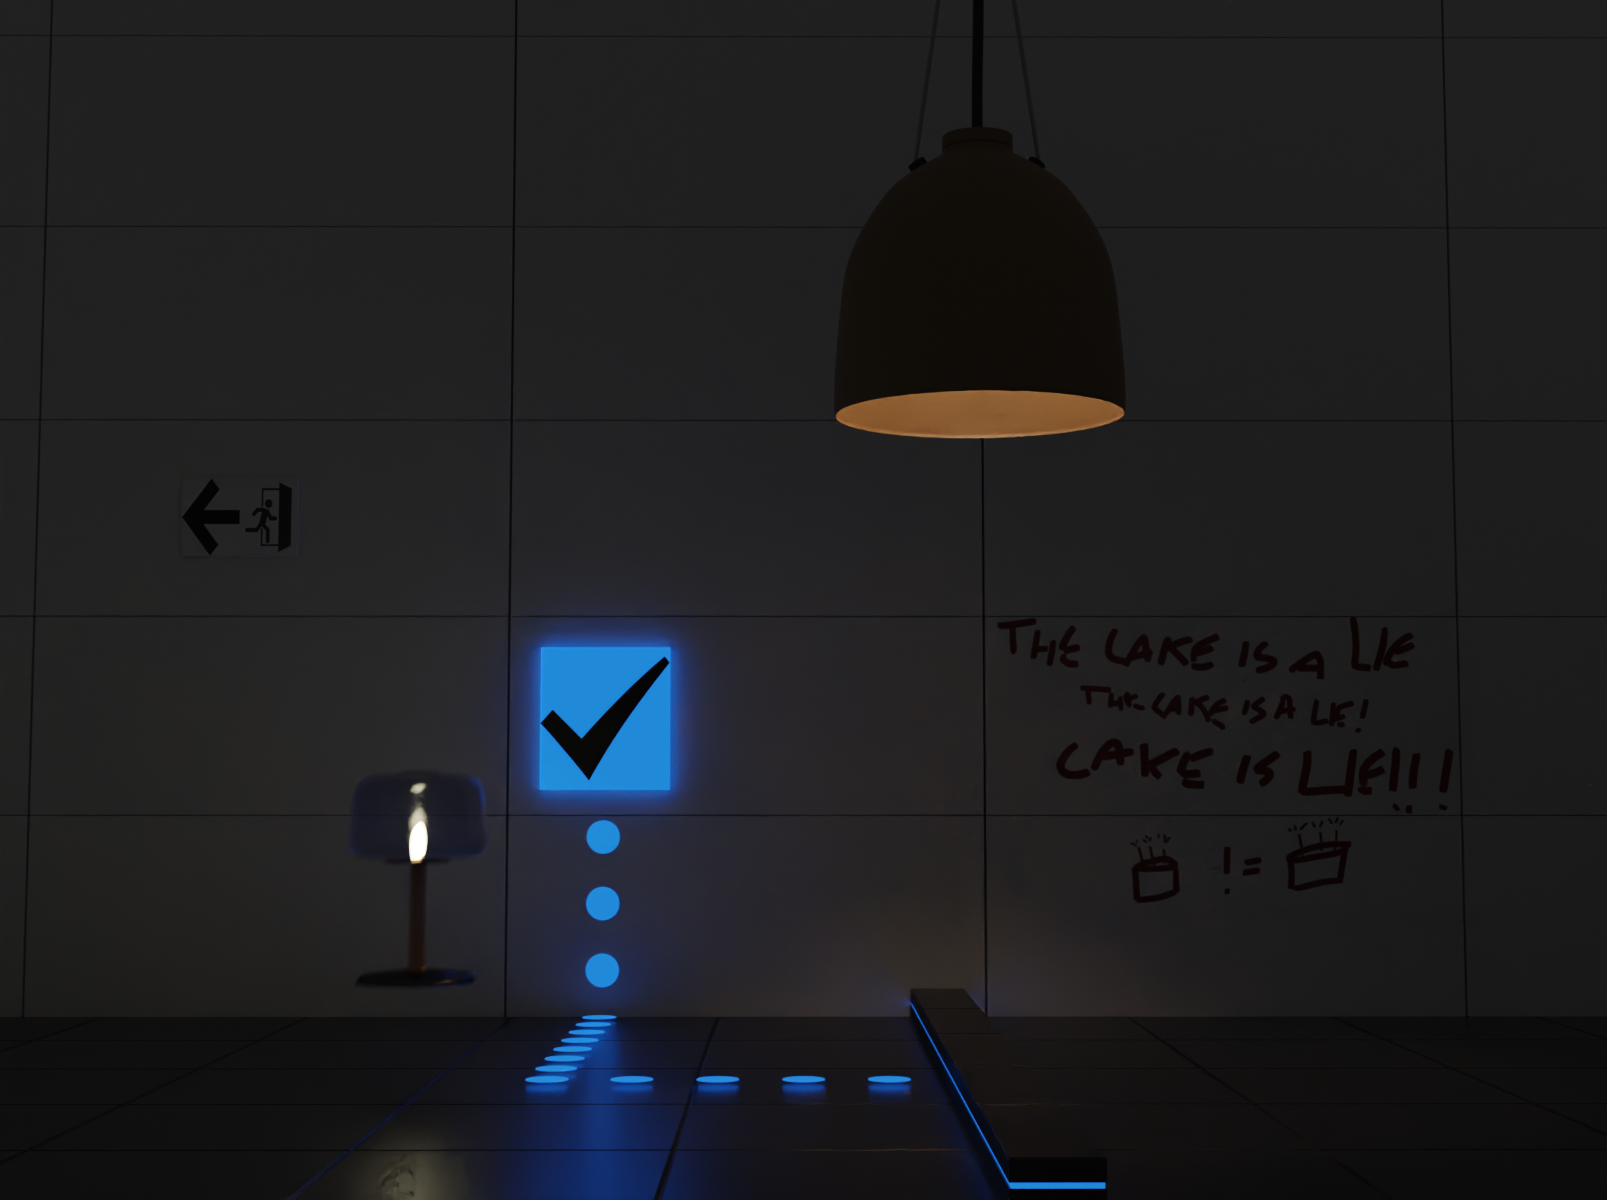 THE CAKE IS A LIE
THE CAKE IS A LIE!
CAKE IS LIE!!!
!=